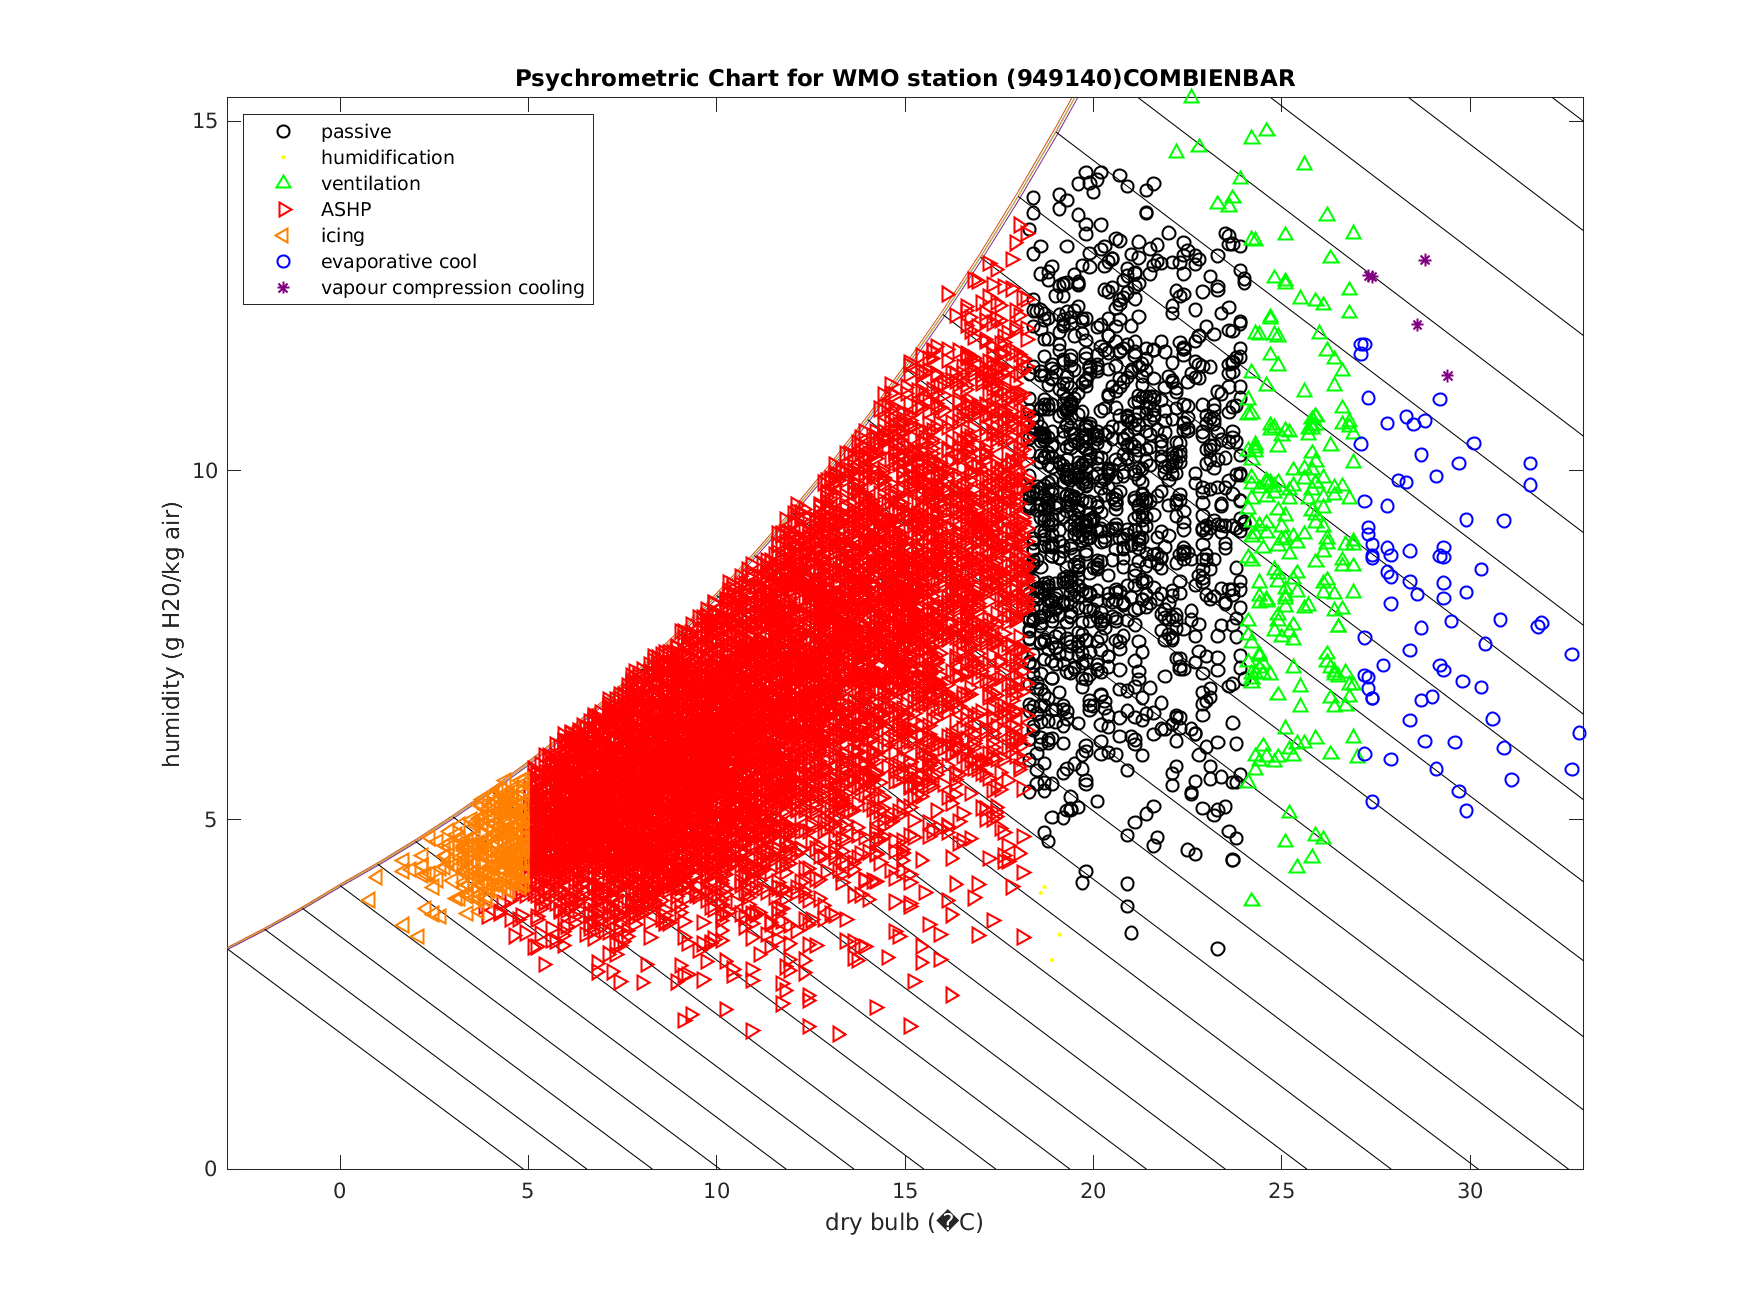 Psychrometric Chart for WMO station (949140)COMBIENBAR
passive
humidification
ventilation
ASHP
icing
evaporative cool
vapour compression cooling
15
10
5
0
humidity (g H20/kg air)
0 5 10 15 20 25 30
dry bulb (�C)